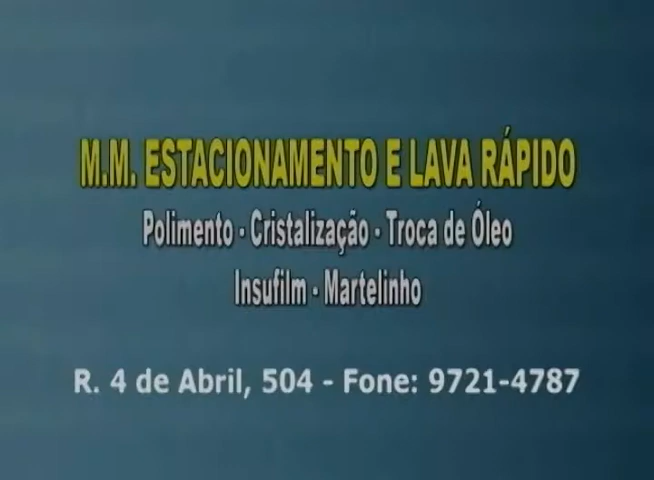 M.M. ESTACIONAMENTO E LAVA RÁPIDO
Polimento - Cristalização - Troca de Óleo
Insufilm - Martelinho
R. 4 de Abril, 504 - Fone: 9721-4787